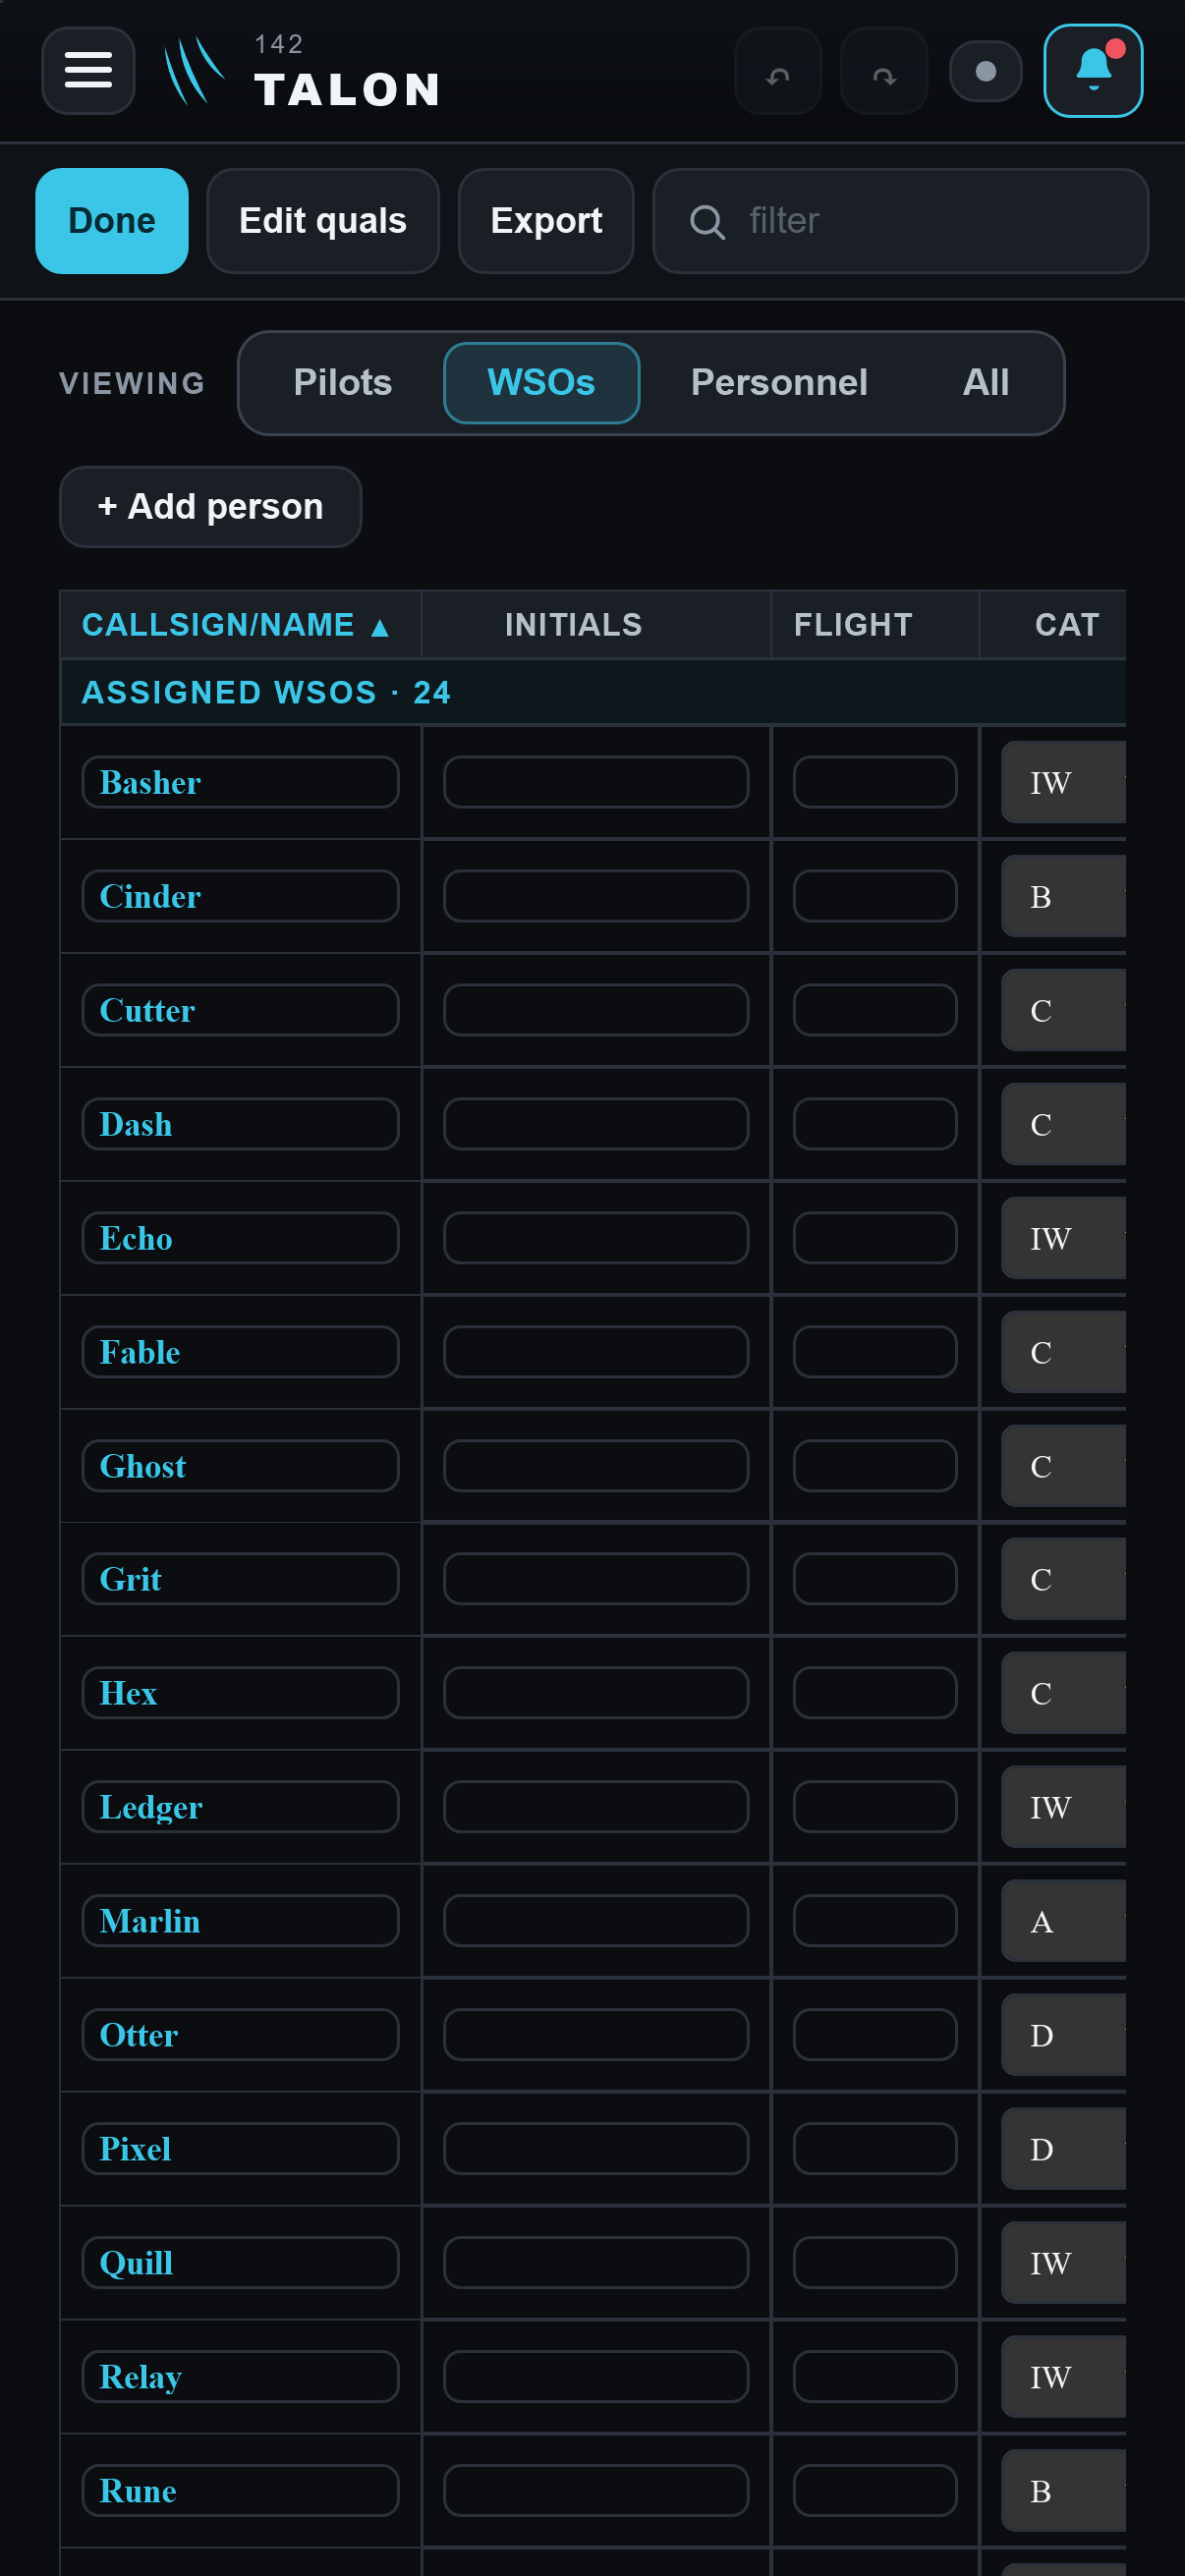 142
TALON
Done Edit quals Export filter
VIEWING Pilots WSOs Personnel All
+ Add person
CALLSIGN/NAME ▲ INITIALS FLIGHT CAT
ASSIGNED WSOS · 24
Basher IW
Cinder B
Cutter C
Dash C
Echo IW
Fable C
Ghost C
Grit C
Hex C
Ledger IW
Marlin A
Otter D
Pixel D
Quill IW
Relay IW
Rune B